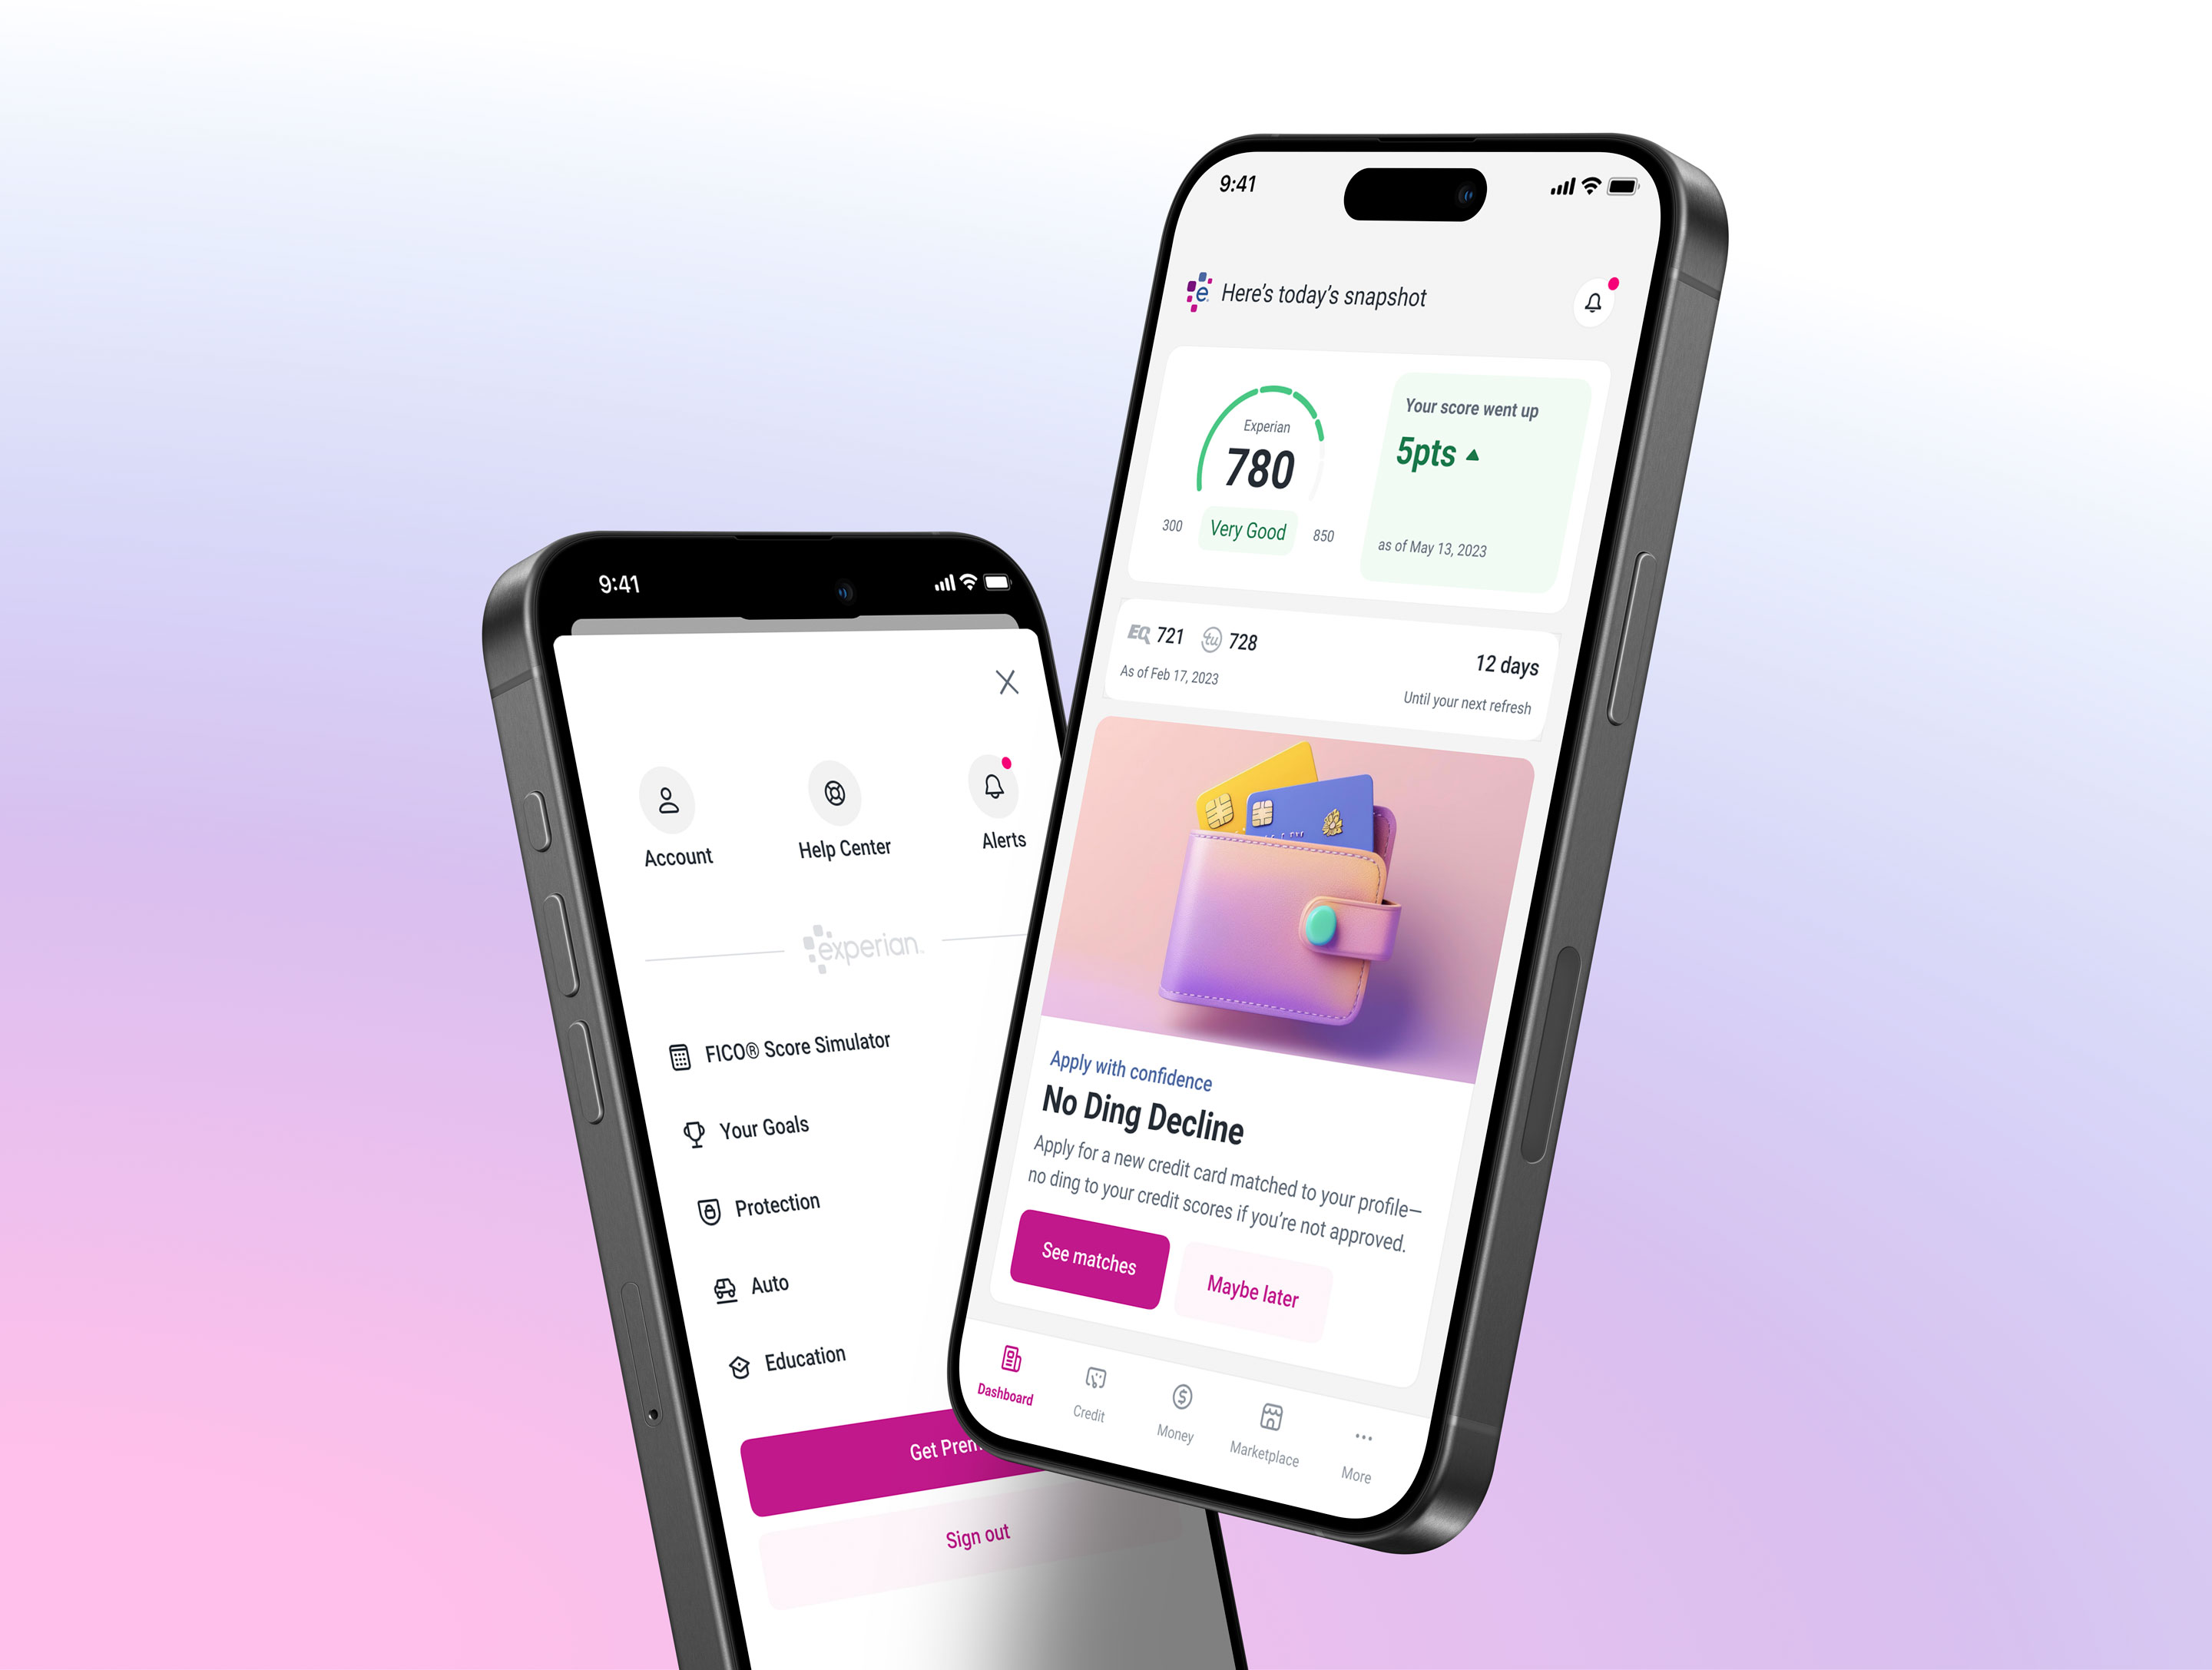 9:41
Account
Help Center
Alerts
experian
FICO® Score Simulator
Your Goals
Protection
Auto
Education
Get
Sign out
9:41
e
Here's today's snapshot
Experian
780
300
Very Good
850
Your score went up
5pts
as of May 13, 2023
EQ 721 tu 728
As of Feb 17, 2023
12 days
Until your next refresh
Apply with confidence
No Ding Decline
Apply for a new credit card matched to your profile—
no ding to your credit scores if you're not approved.
See matches
Maybe later
Dashboard
Credit
Money
Marketplace
More